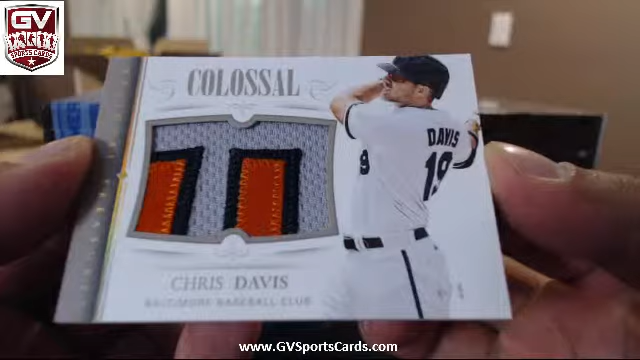 GV
SPORTS CARDS
COLOSSAL
DAVIS
19
CHRIS DAVIS
BALTIMORE BASEBALL CLUB
www.GVSportsCards.com